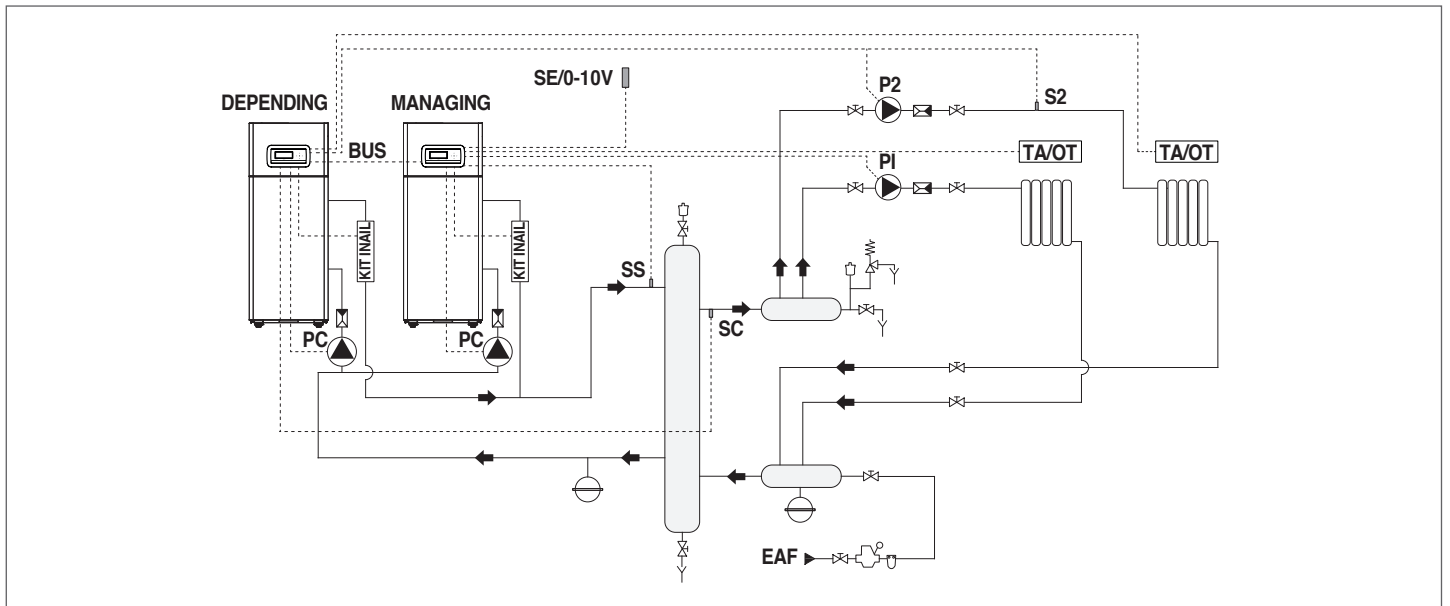 SE/0-10V
P2
DEPENDING
MANAGING
S2
BUS
TA/OT
TA/OT
P1
KIT INAIL
KIT INAIL
SS
SC
PC
PC
EAF